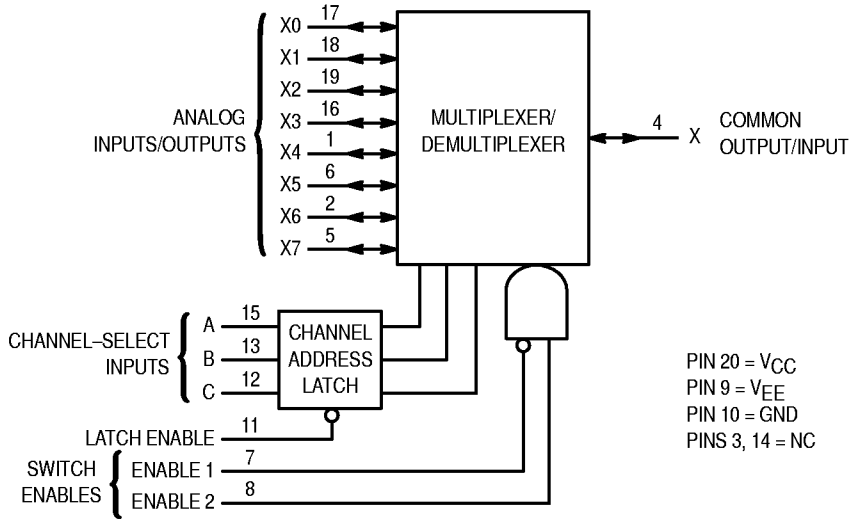 X0 17
X1 18
X2 19
X3 16
X4 1
X5 6
X6 2
X7 5
ANALOG
INPUTS/OUTPUTS
MULTIPLEXER/
DEMULTIPLEXER
4 X
COMMON
OUTPUT/INPUT
CHANNEL–SELECT
INPUTS
A 15
B 13
C 12
CHANNEL
ADDRESS
LATCH
LATCH ENABLE 11
SWITCH
ENABLES
ENABLE 1 7
ENABLE 2 8
PIN 20 = VCC
PIN 9 = VEE
PIN 10 = GND
PINS 3, 14 = NC